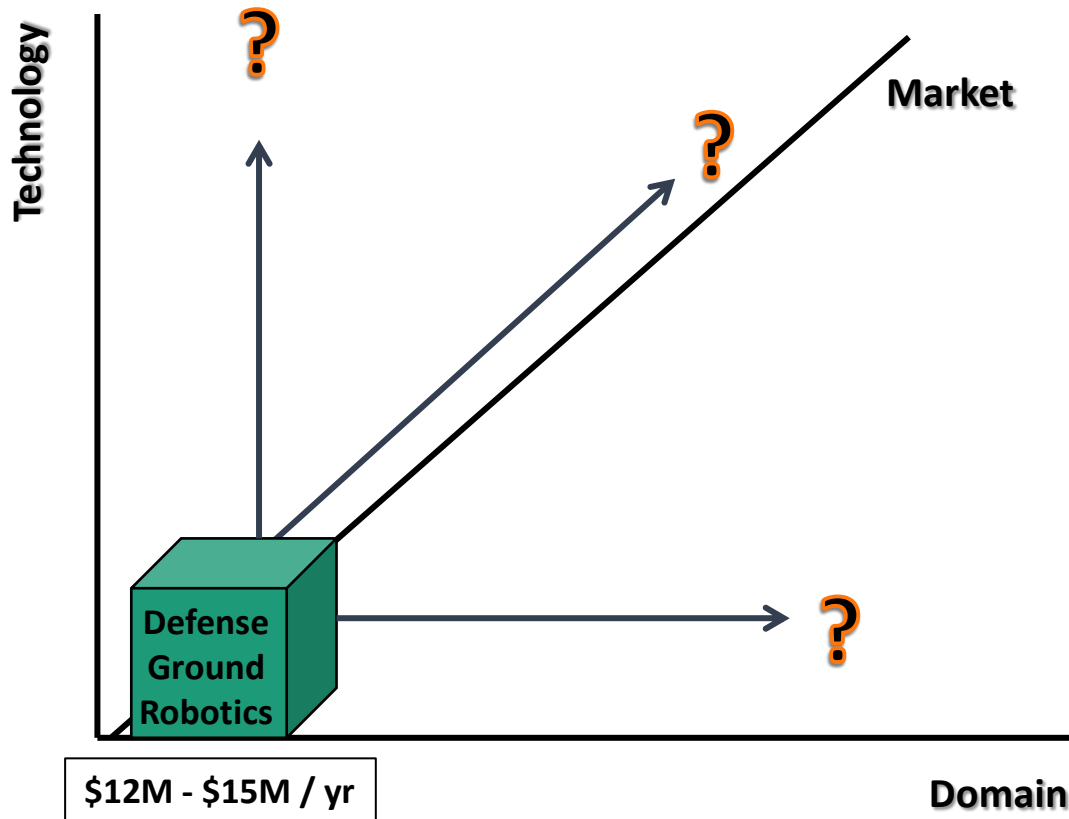 Technology
?
?
Market
Defense
Ground
Robotics
?
$12M - $15M / yr
Domain